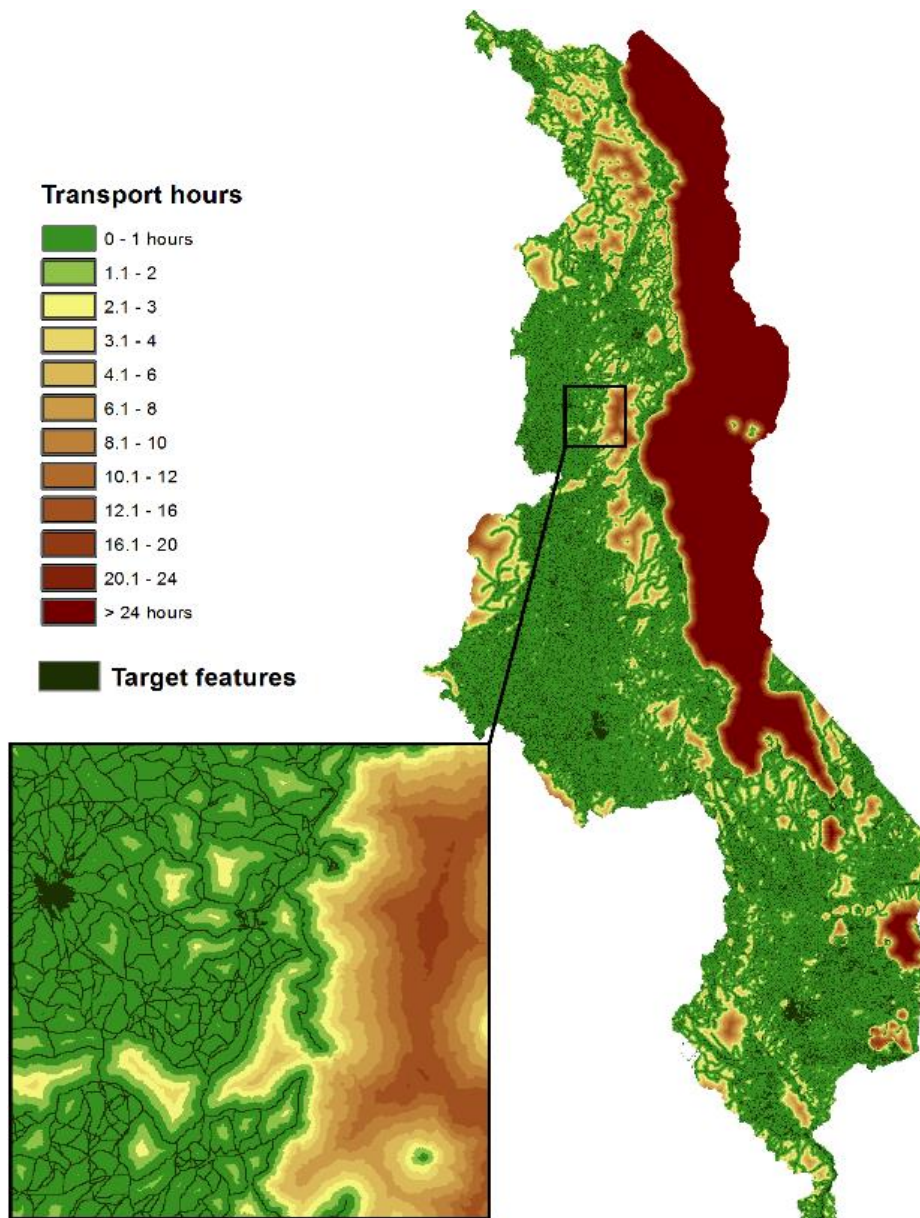 Transport hours
0 - 1 hours
1.1 - 2
2.1 - 3
3.1 - 4
4.1 - 6
6.1 - 8
8.1 - 10
10.1 - 12
12.1 - 16
16.1 - 20
20.1 - 24
> 24 hours
Target features